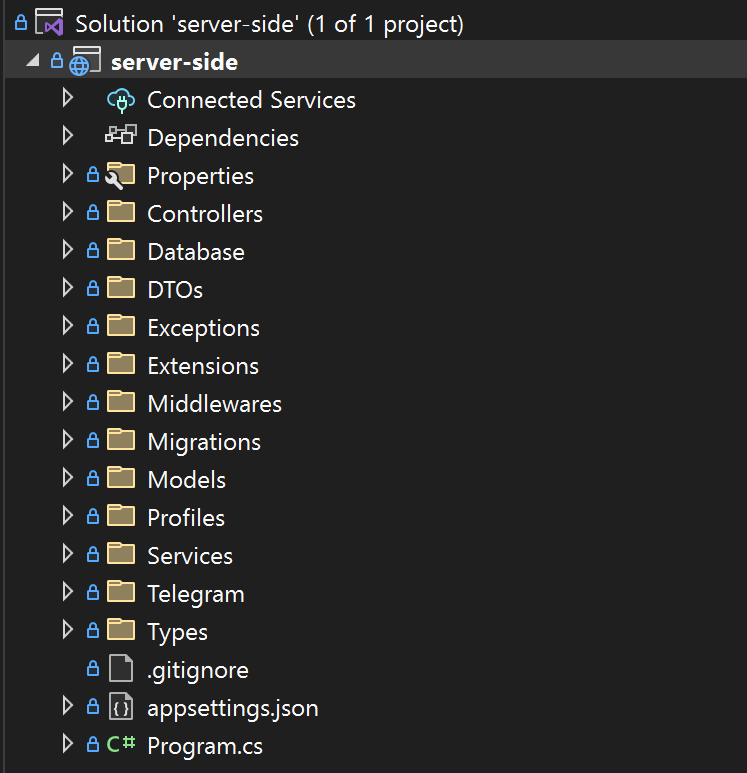 Solution 'server-side' (1 of 1 project)
server-side
Connected Services
Dependencies
Properties
Controllers
Database
DTOs
Exceptions
Extensions
Middlewares
Migrations
Models
Profiles
Services
Telegram
Types
.gitignore
appsettings.json
C# Program.cs